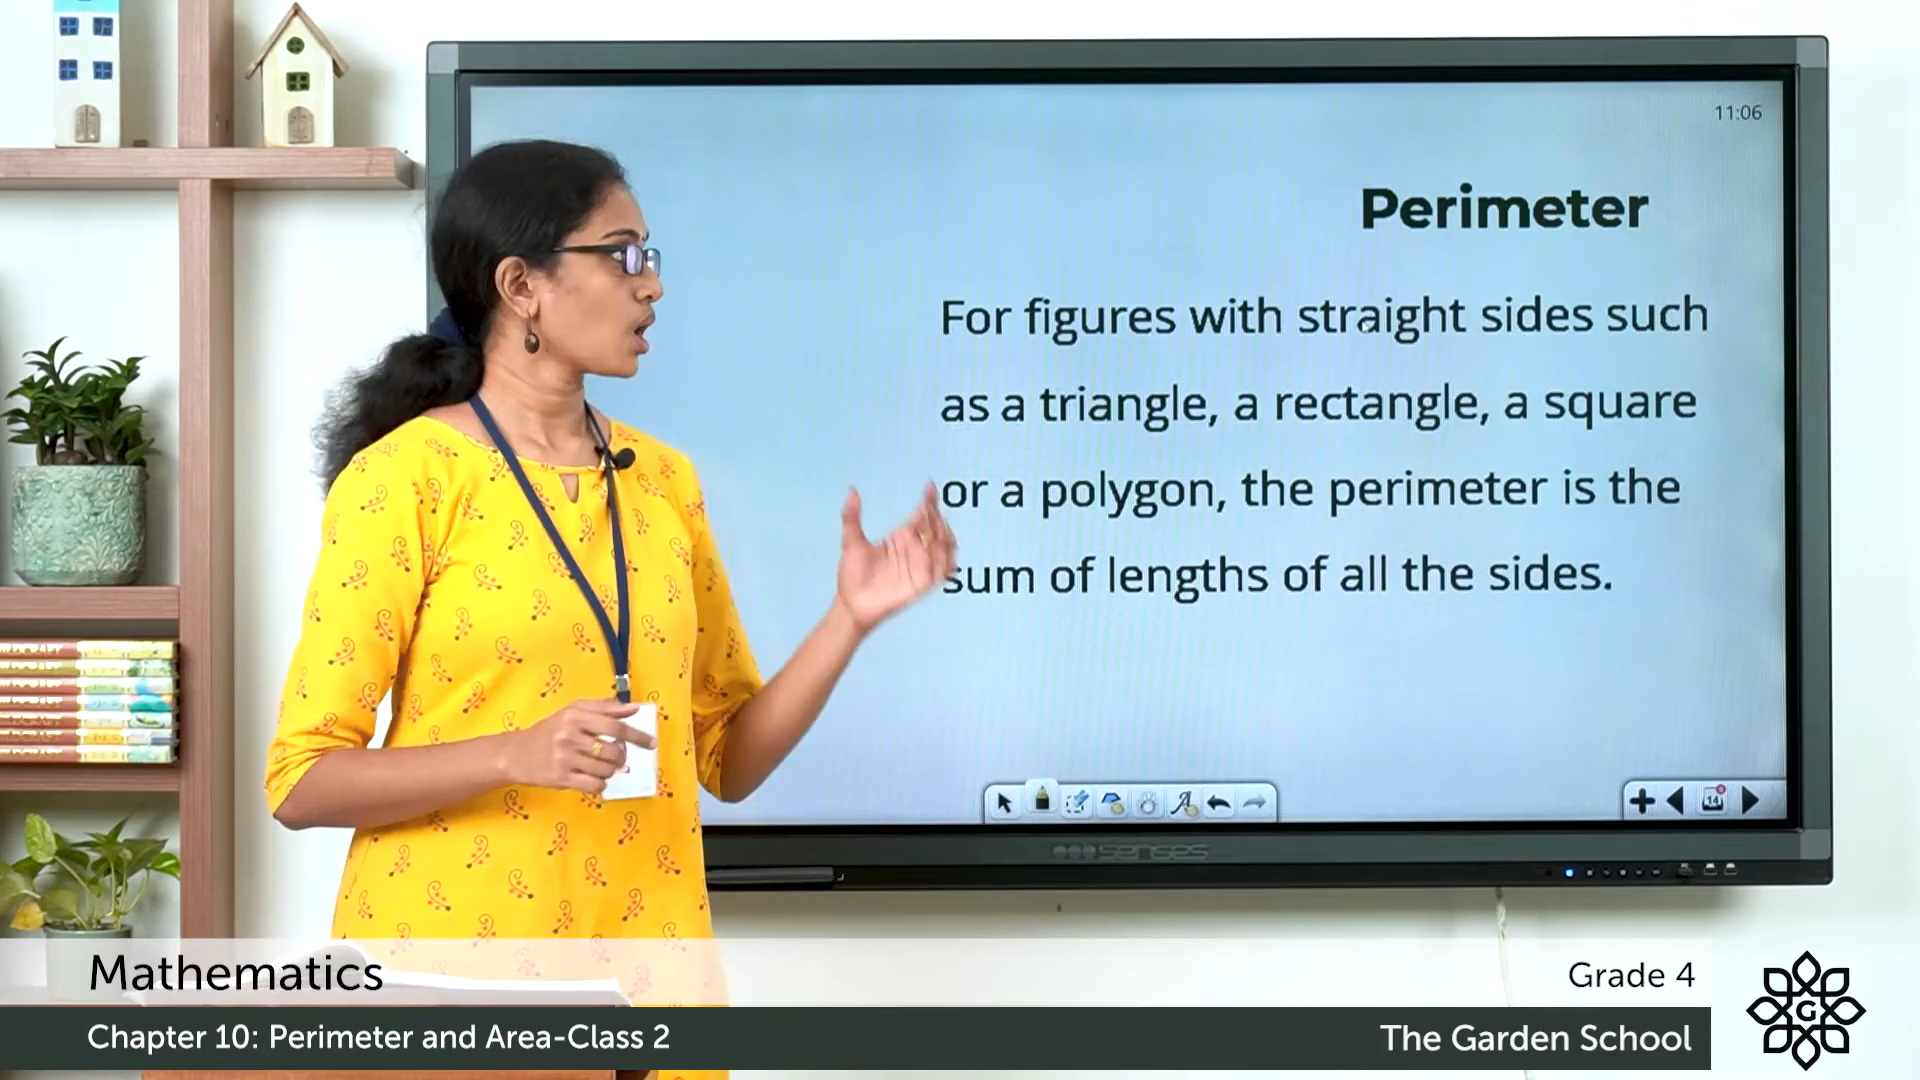 11:06
Perimeter
For figures with straight sides such
as a triangle, a rectangle, a square
or a polygon, the perimeter is the
sum of lengths of all the sides.
14
senses
Mathematics
Grade 4
Chapter 10: Perimeter and Area-Class 2
The Garden School
G